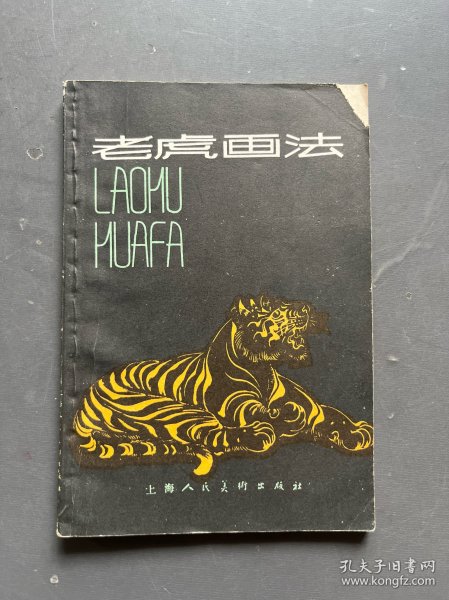 老虎画法
LAOHU
HUAFA
上海人民美術出版社
孔夫子旧书网
www.kongfz.com